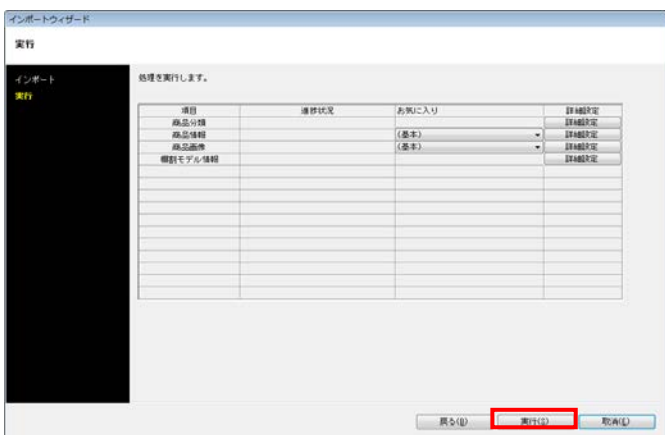 インポートウィザード
実行
インポート
実行
処理を実行します。
項目 進捗状況 お気に入り 詳細設定
商品分類 詳細設定
商品情報 (基本) 詳細設定
商品画像 (基本) 詳細設定
棚割モデル情報 詳細設定
戻る(B) 実行(S) 取消(C)